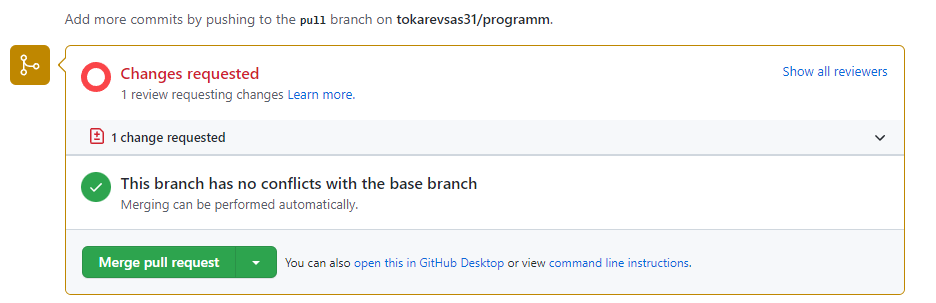 Add more commits by pushing to the pull branch on tokarevsas31/programm.
Changes requested
Show all reviewers
1 review requesting changes Learn more.
1 change requested
This branch has no conflicts with the base branch
Merging can be performed automatically.
Merge pull request
You can also open this in GitHub Desktop or view command line instructions.